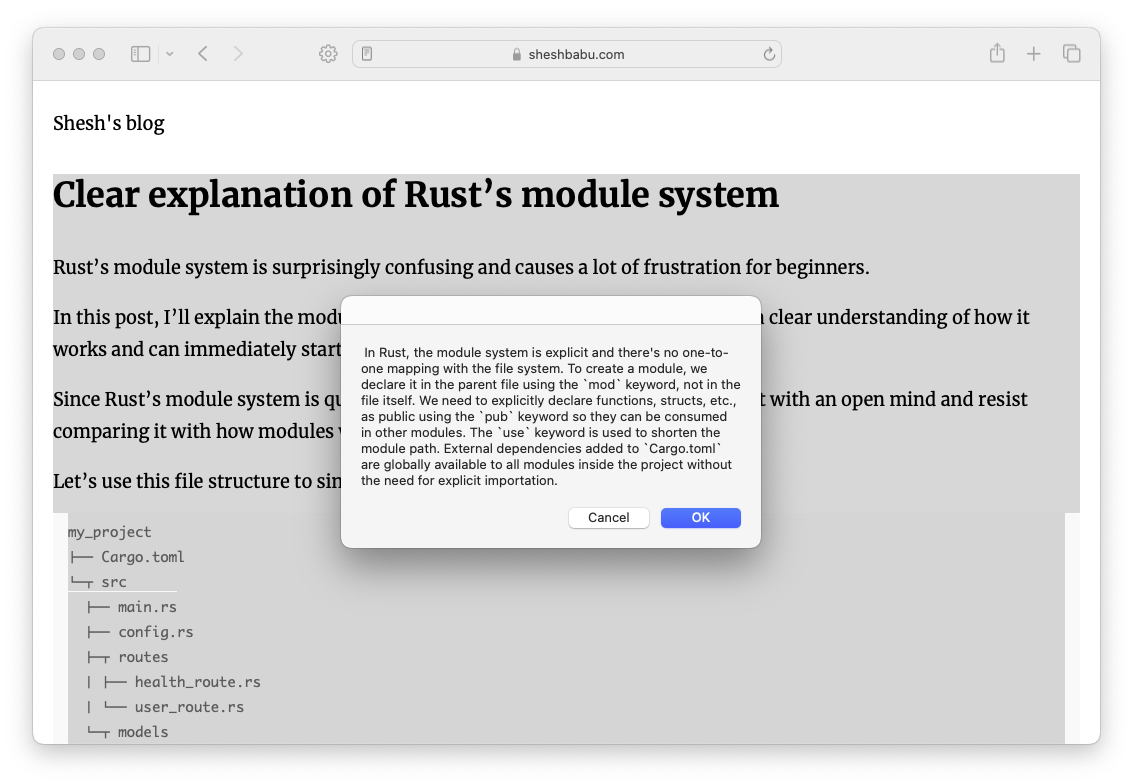 sheshbabu.com
Shesh's blog
Clear explanation of Rust’s module system
Rust’s module system is surprisingly confusing and causes a lot of frustration for beginners.
In this post, I’ll explain the modu clear understanding of how it
works and can immediately start
Since Rust’s module system is qu t with an open mind and resist
comparing it with how modules
Let’s use this file structure to sin
In Rust, the module system is explicit and there's no one-to-
one mapping with the file system. To create a module, we
declare it in the parent file using the `mod` keyword, not in the
file itself. We need to explicitly declare functions, structs, etc.,
as public using the `pub` keyword so they can be consumed
in other modules. The `use` keyword is used to shorten the
module path. External dependencies added to `Cargo.toml`
are globally available to all modules inside the project without
the need for explicit importation.
Cancel OK
my_project
├── Cargo.toml
└─┬ src
  ├── main.rs
  ├── config.rs
  ├─┬ routes
  | ├── health_route.rs
  | └── user_route.rs
  └─┬ models